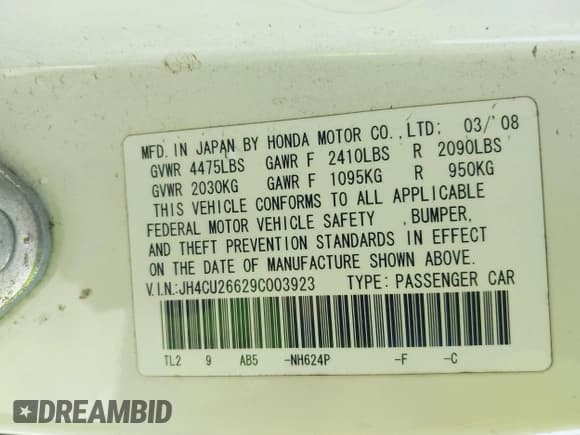 MFD. IN JAPAN BY HONDA MOTOR CO., LTD: 03/'08
GVWR 4475LBS GAWR F 2410LBS R 2090LBS
GVWR 2030KG GAWR F 1095KG R 950KG
THIS VEHICLE CONFORMS TO ALL APPLICABLE
FEDERAL MOTOR VEHICLE SAFETY , BUMPER,
AND THEFT PREVENTION STANDARDS IN EFFECT
ON THE DATE OF MANUFACTURE SHOWN ABOVE.
V.I.N:JH4CU26629C003923 TYPE: PASSENGER CAR
TL2 9 AB5 -NH624P -F -C
DREAMBID